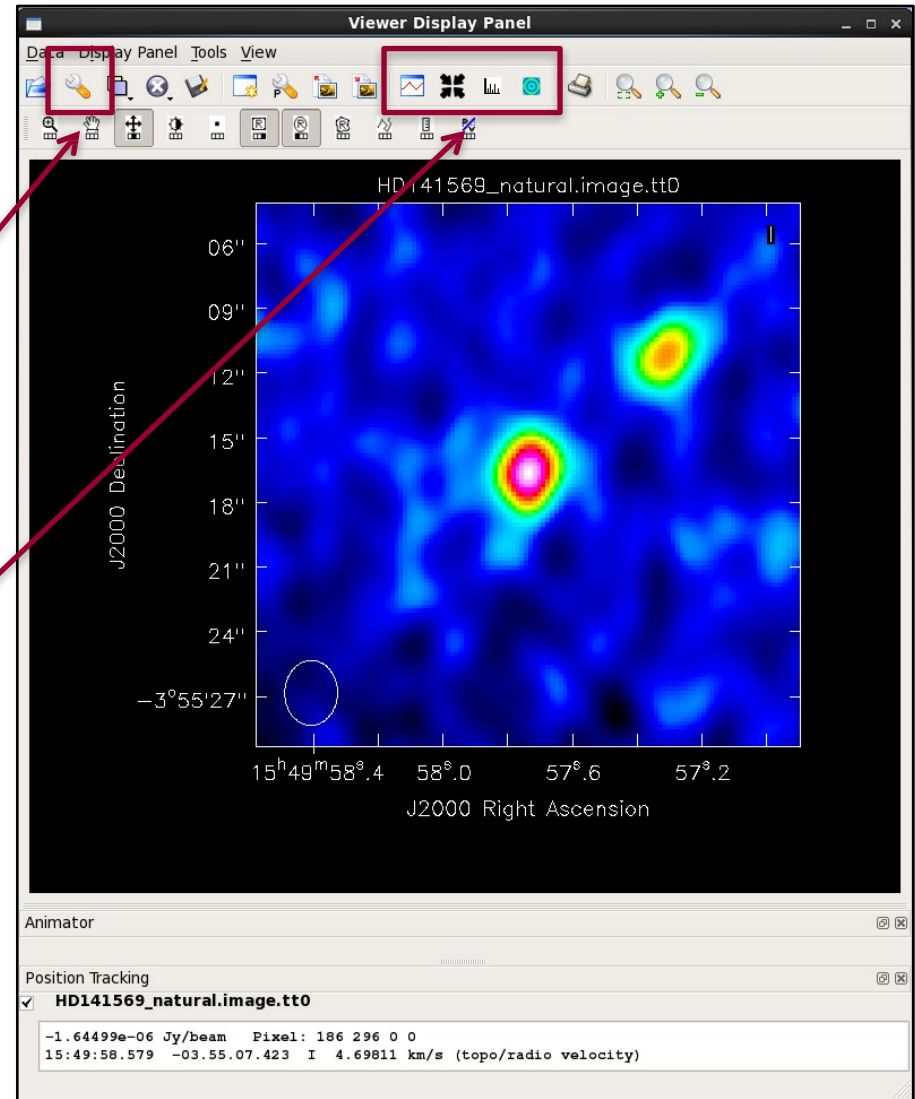 Viewer Display Panel
Data Display Panel Tools View
HD141569_natural.image.tt0
I
06"
09"
12"
15"
18"
21"
24"
−3°55'27"
J2000 Declination
15ʰ49ᵐ58ˢ.4 58ˢ.0 57ˢ.6 57ˢ.2
J2000 Right Ascension
Animator
Position Tracking
HD141569_natural.image.tt0
-1.64499e-06 Jy/beam Pixel: 186 296 0 0
15:49:58.579 -03.55.07.423 I 4.69811 km/s (topo/radio velocity)